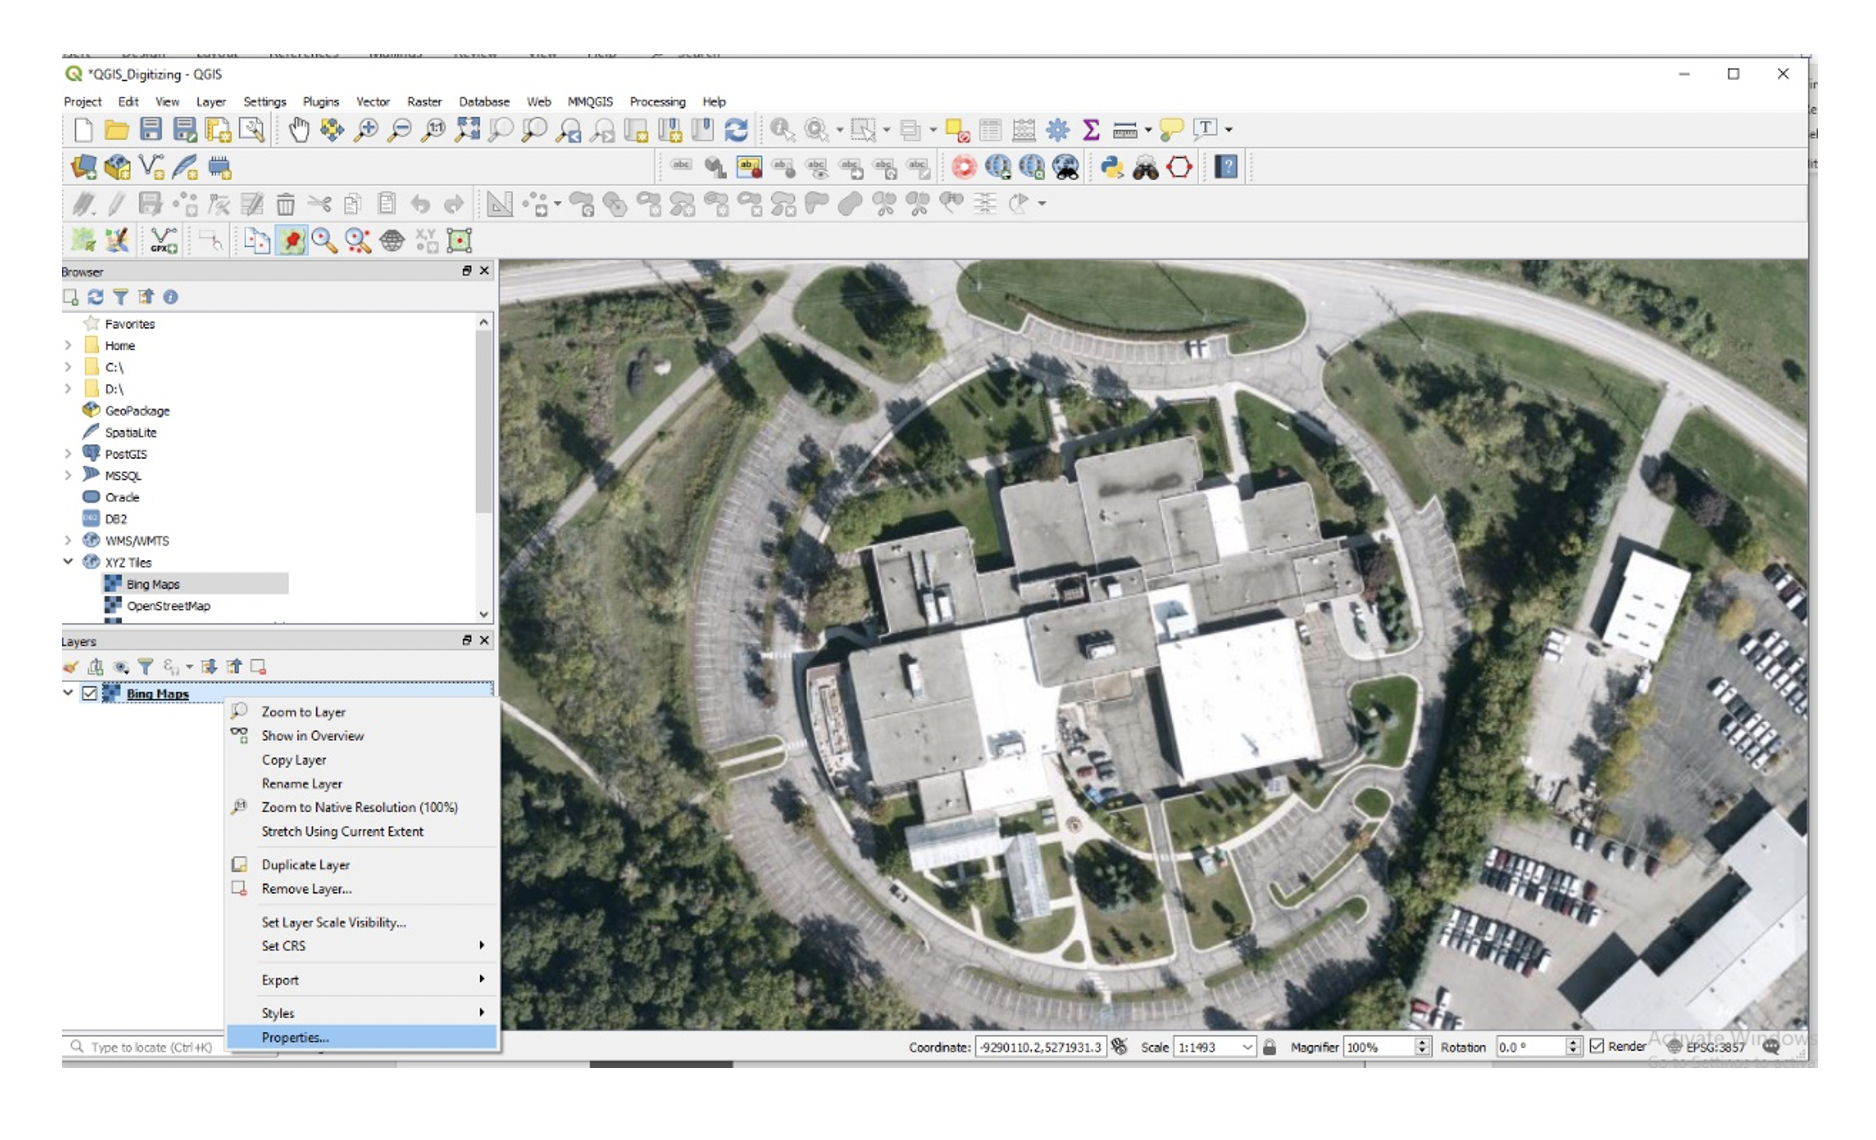 *QGIS_Digitizing - QGIS
Project Edit View Layer Settings Plugins Vector Raster Database Web MMQGIS Processing Help
Browser
Favorites
Home
C:\
D:\
GeoPackage
SpatiaLite
PostGIS
MSSQL
Oracle
DB2
WMS/WMTS
XYZ Tiles
Bing Maps
OpenStreetMap
Layers
Bing Maps
Zoom to Layer
Show in Overview
Copy Layer
Rename Layer
Zoom to Native Resolution (100%)
Stretch Using Current Extent
Duplicate Layer
Remove Layer...
Set Layer Scale Visibility...
Set CRS
Export
Styles
Properties...
Type to locate (Ctrl+K) Coordinate: -9290110.2,5271931.3 Scale 1:1493 Magnifier 100% Rotation 0.0 ° Render EPSG:3857
Activate Windows